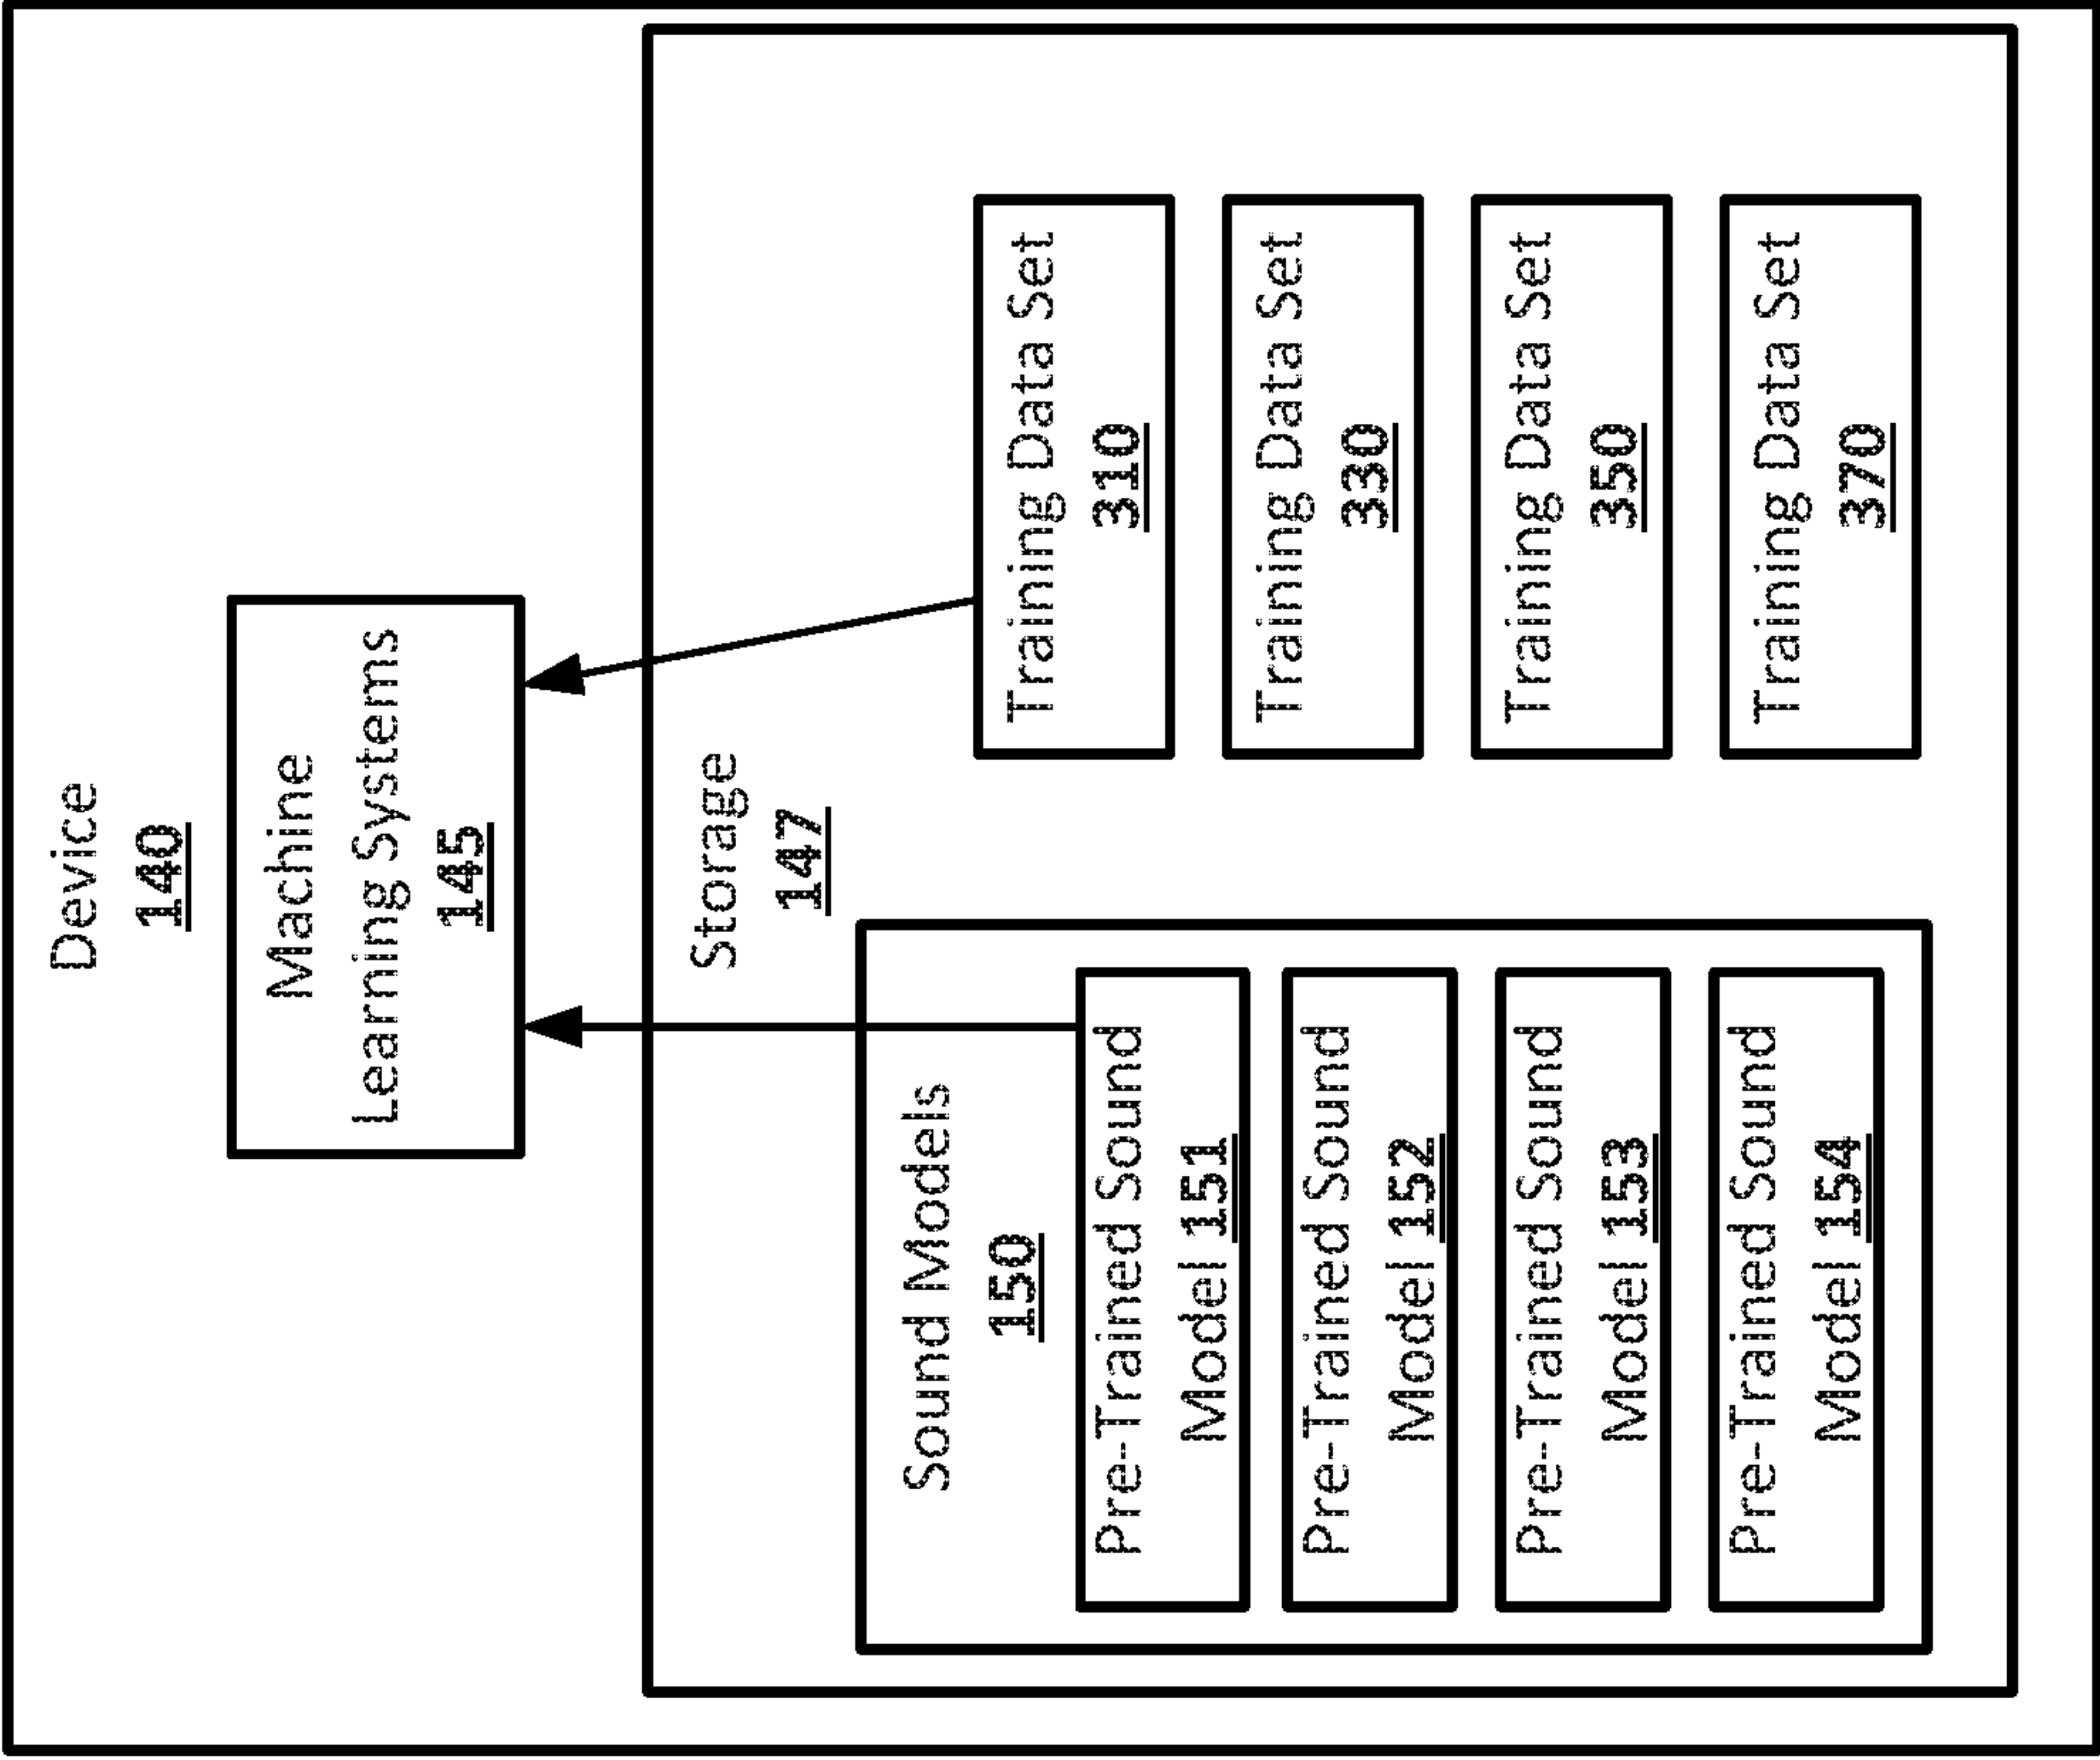 Device
140
Machine
Learning Systems
145
Storage
147
Sound Models
150
Pre-Trained Sound
Model 151
Pre-Trained Sound
Model 152
Pre-Trained Sound
Model 153
Pre-Trained Sound
Model 154
Training Data Set
310
Training Data Set
330
Training Data Set
350
Training Data Set
370